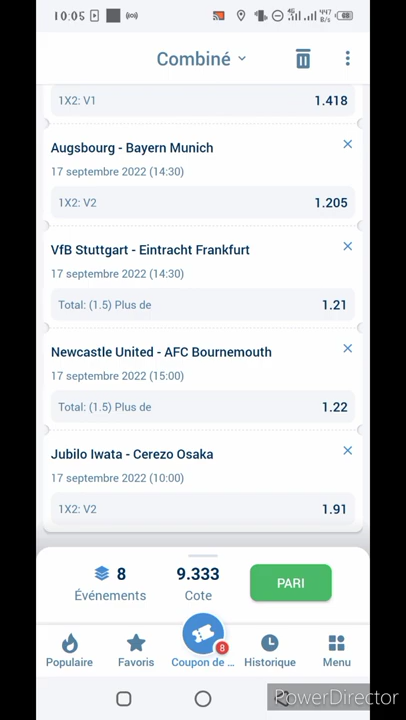 10:05
Combiné
1X2: V1 1.418
Augsbourg - Bayern Munich
17 septembre 2022 (14:30)
1X2: V2 1.205
VfB Stuttgart - Eintracht Frankfurt
17 septembre 2022 (14:30)
Total: (1.5) Plus de 1.21
Newcastle United - AFC Bournemouth
17 septembre 2022 (15:00)
Total: (1.5) Plus de 1.22
Jubilo Iwata - Cerezo Osaka
17 septembre 2022 (10:00)
1X2: V2 1.91
8 9.333 PARI
Événements Cote
8
Populaire Favoris Coupon de ... Historique Menu
PowerDirector